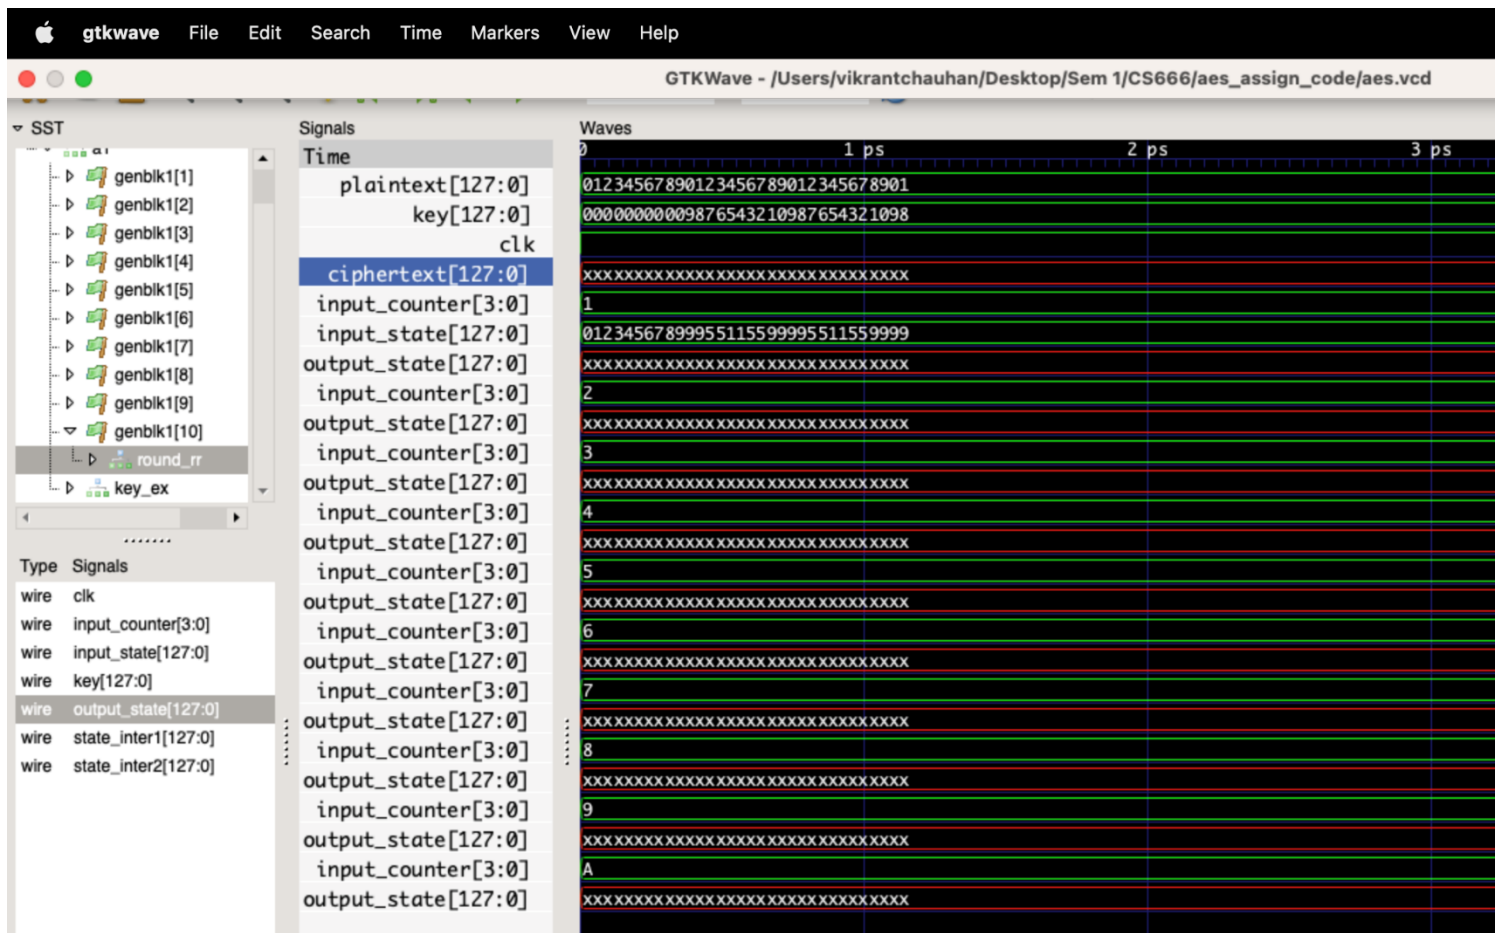 gtkwave File Edit Search Time Markers View Help
GTKWave - /Users/vikrantchauhan/Desktop/Sem 1/CS666/aes_assign_code/aes.vcd
SST
genblk1[1]
genblk1[2]
genblk1[3]
genblk1[4]
genblk1[5]
genblk1[6]
genblk1[7]
genblk1[8]
genblk1[9]
genblk1[10]
round_rr
key_ex
Type Signals
wire clk
wire input_counter[3:0]
wire input_state[127:0]
wire key[127:0]
wire output_state[127:0]
wire state_inter1[127:0]
wire state_inter2[127:0]
Signals Waves
Time 0 1 ps 2 ps 3 ps
plaintext[127:0] 01234567890123456789012345678901
key[127:0] 00000000009876543210987654321098
clk
ciphertext[127:0] xxxxxxxxxxxxxxxxxxxxxxxxxxxxxxxx
input_counter[3:0] 1
input_state[127:0] 01234567899955115599995511559999
output_state[127:0] xxxxxxxxxxxxxxxxxxxxxxxxxxxxxxxx
input_counter[3:0] 2
output_state[127:0] xxxxxxxxxxxxxxxxxxxxxxxxxxxxxxxx
input_counter[3:0] 3
output_state[127:0] xxxxxxxxxxxxxxxxxxxxxxxxxxxxxxxx
input_counter[3:0] 4
output_state[127:0] xxxxxxxxxxxxxxxxxxxxxxxxxxxxxxxx
input_counter[3:0] 5
output_state[127:0] xxxxxxxxxxxxxxxxxxxxxxxxxxxxxxxx
input_counter[3:0] 6
output_state[127:0] xxxxxxxxxxxxxxxxxxxxxxxxxxxxxxxx
input_counter[3:0] 7
output_state[127:0] xxxxxxxxxxxxxxxxxxxxxxxxxxxxxxxx
input_counter[3:0] 8
output_state[127:0] xxxxxxxxxxxxxxxxxxxxxxxxxxxxxxxx
input_counter[3:0] 9
output_state[127:0] xxxxxxxxxxxxxxxxxxxxxxxxxxxxxxxx
input_counter[3:0] A
output_state[127:0] xxxxxxxxxxxxxxxxxxxxxxxxxxxxxxxx